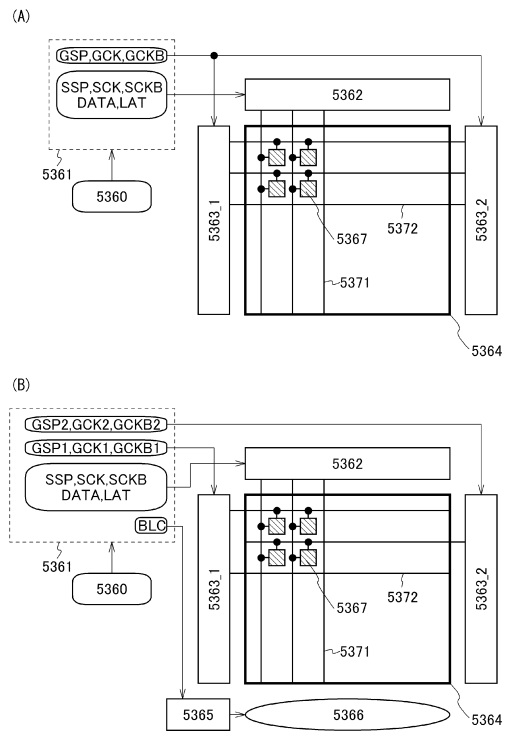 (A)
GSP,GCK,GCKB
SSP,SCK,SCKB
DATA,LAT
5362
5361
5360
5363_1
5363_2
5367
5372
5371
5364
(B)
GSP2,GCK2,GCKB2
GSP1,GCK1,GCKB1
SSP,SCK,SCKB
DATA,LAT
5362
BLC
5361
5360
5363_1
5363_2
5367
5372
5371
5364
5365
5366